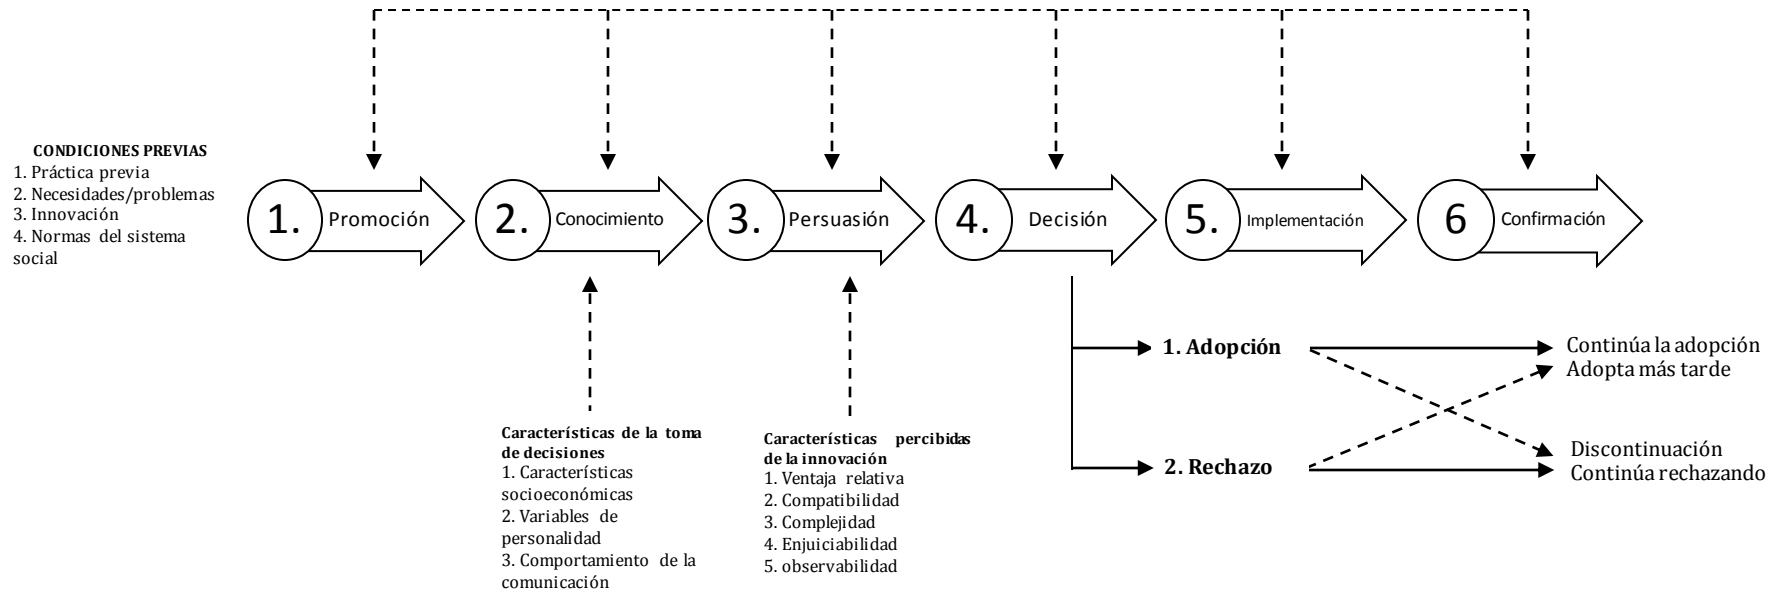 CONDICIONES PREVIAS
1. Práctica previa
2. Necesidades/problemas
3. Innovación
4. Normas del sistema
social
1.
Promoción
2.
Conocimiento
3.
Persuasión
4.
Decisión
5.
Implementación
6
Confirmación
Características de la toma
de decisiones
1. Características
socioeconómicas
2. Variables de
personalidad
3. Comportamiento de la
comunicación
Características percibidas
de la innovación
1. Ventaja relativa
2. Compatibilidad
3. Complejidad
4. Enjuiciabilidad
5. observabilidad
1. Adopción
2. Rechazo
Continúa la adopción
Adopta más tarde
Discontinuación
Continúa rechazando